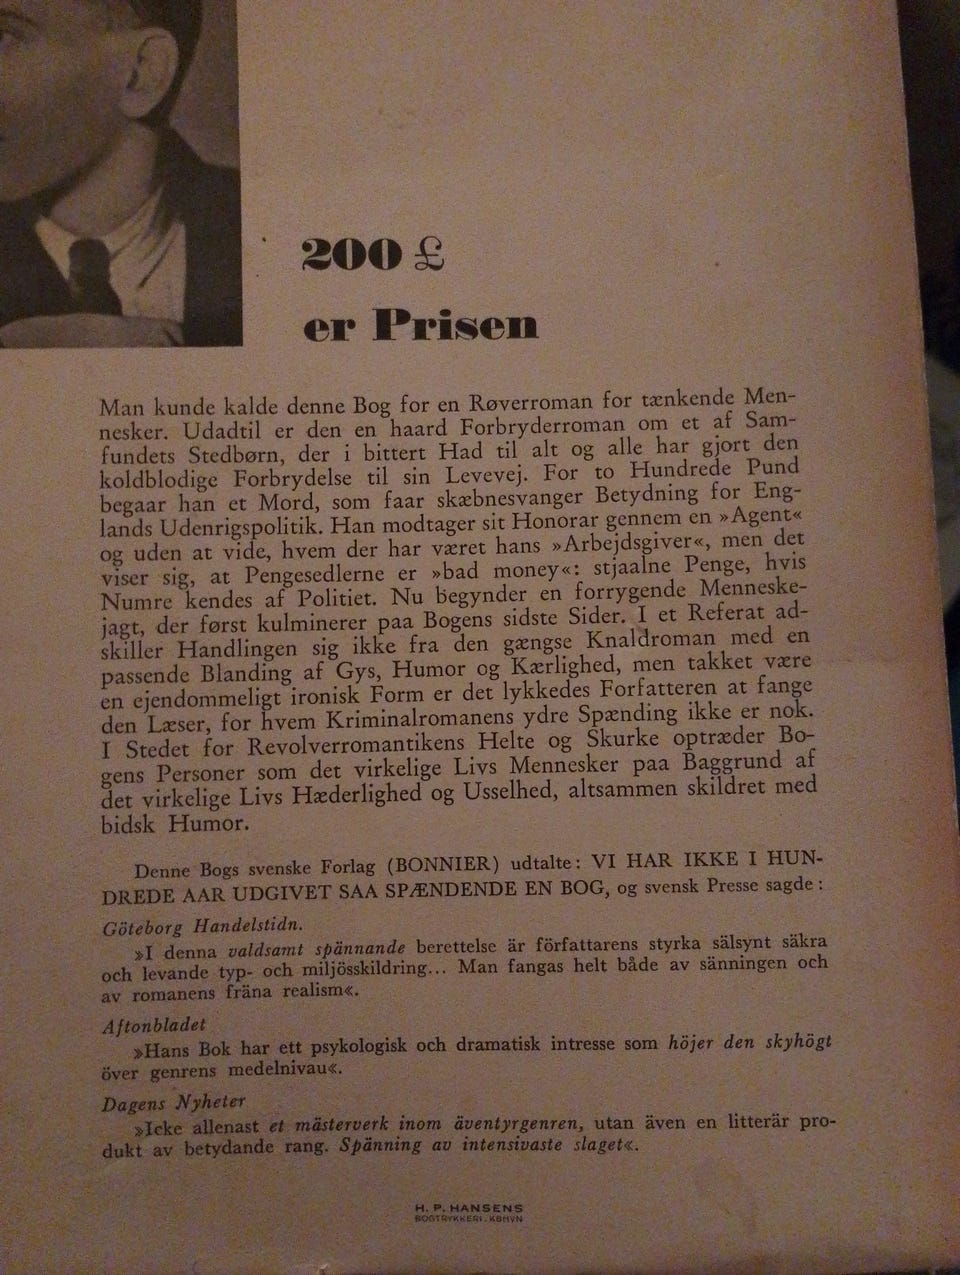 200 £
er Prisen
Man kunde kalde denne Bog for en Røverroman for tænkende Men-
nesker. Udadtil er den en haard Forbryderroman om et af Sam-
fundets Stedbørn, der i bittert Had til alt og alle har gjort den
koldblodige Forbrydelse til sin Levevej. For to Hundrede Pund
begaar han et Mord, som faar skæbnesvanger Betydning for Eng-
lands Udenrigspolitik. Han modtager sit Honorar gennem en »Agent«
og uden at vide, hvem der har været hans »Arbejdsgiver«, men det
viser sig, at Pengesedlerne er »bad money«: stjaalne Penge, hvis
Numre kendes af Politiet. Nu begynder en forrygende Menneske-
jagt, der først kulminerer paa Bogens sidste Sider. I et Referat ad-
skiller Handlingen sig ikke fra den gængse Knaldroman med en
passende Blanding af Gys, Humor og Kærlighed, men takket være
en ejendommeligt ironisk Form er det lykkedes Forfatteren at fange
den Læser, for hvem Kriminalromanens ydre Spænding ikke er nok.
I Stedet for Revolverromantikens Helte og Skurke optræder Bo-
gens Personer som det virkelige Livs Mennesker paa Baggrund af
det virkelige Livs Hæderlighed og Usselhed, altsammen skildret med
bidsk Humor.
Denne Bogs svenske Forlag (BONNIER) udtalte: VI HAR IKKE I HUN-
DREDE AAR UDGIVET SAA SPÆNDENDE EN BOG, og svensk Presse sagde:
Göteborg Handelstidn.
»I denna valdsamt spännande berettelse är författarens styrka sälsynt säkra
och levande typ- och miljösskildring... Man fangas helt både av sänningen och
av romanens fräna realism«.
Aftonbladet
»Hans Bok har ett psykologisk och dramatisk intresse som höjer den skyhögt
över genrens medelnivau«.
Dagens Nyheter
»Icke allenast et mästerverk inom äventyrgenren, utan även en litterär pro-
dukt av betydande rang. Spänning av intensivaste slaget«.
H. P. HANSENS
BOGTRYKKERI. KBHVN